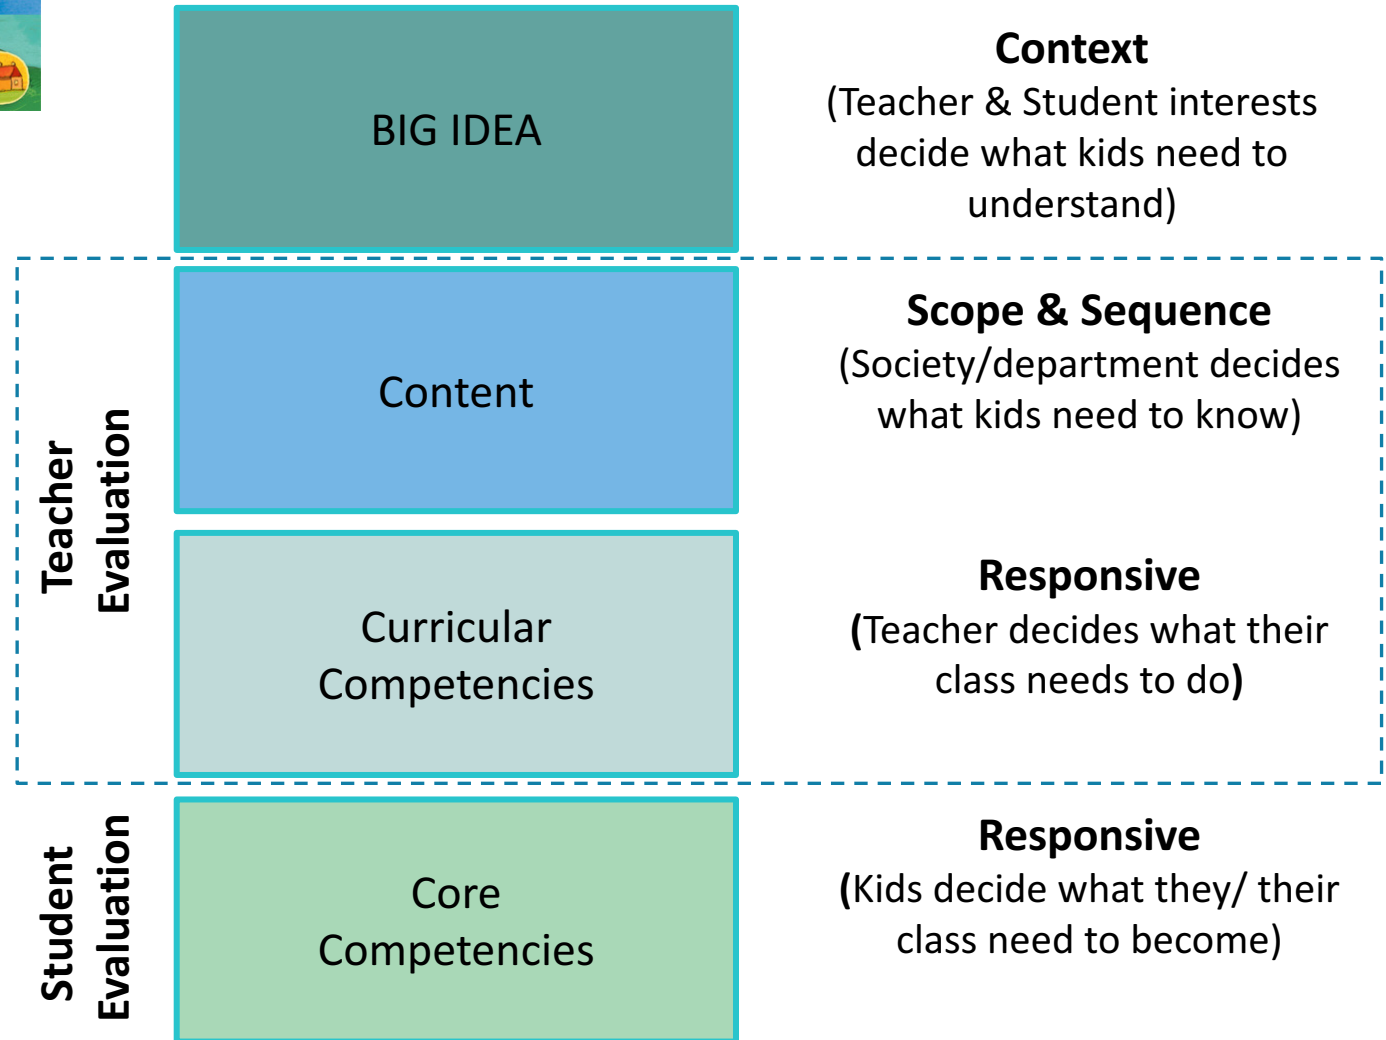 BIG IDEA
Context
(Teacher & Student interests
decide what kids need to
understand)
Teacher
Evaluation
Content
Scope & Sequence
(Society/department decides
what kids need to know)
Curricular
Competencies
Responsive
(Teacher decides what their
class needs to do)
Student
Evaluation
Core
Competencies
Responsive
(Kids decide what they/ their
class need to become)